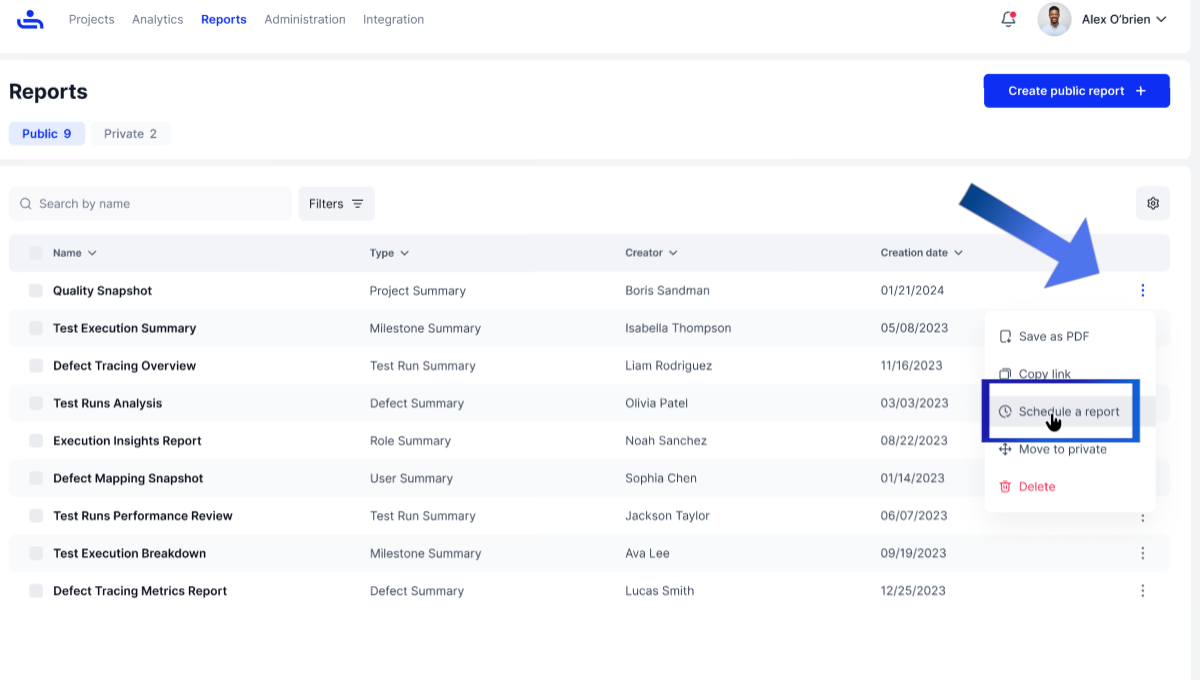 Projects Analytics Reports Administration Integration Alex O'brien
Reports
Create public report +
Public 9 Private 2
Search by name Filters
Name Type Creator Creation date
Quality Snapshot Project Summary Boris Sandman 01/21/2024
Test Execution Summary Milestone Summary Isabella Thompson 05/08/2023
Save as PDF
Defect Tracing Overview Test Run Summary Liam Rodriguez 11/16/2023
Copy link
Test Runs Analysis Defect Summary Olivia Patel 03/03/2023
Schedule a report
Execution Insights Report Role Summary Noah Sanchez 08/22/2023
Move to private
Defect Mapping Snapshot User Summary Sophia Chen 01/14/2023
Delete
Test Runs Performance Review Test Run Summary Jackson Taylor 06/07/2023
Test Execution Breakdown Milestone Summary Ava Lee 09/19/2023
Defect Tracing Metrics Report Defect Summary Lucas Smith 12/25/2023